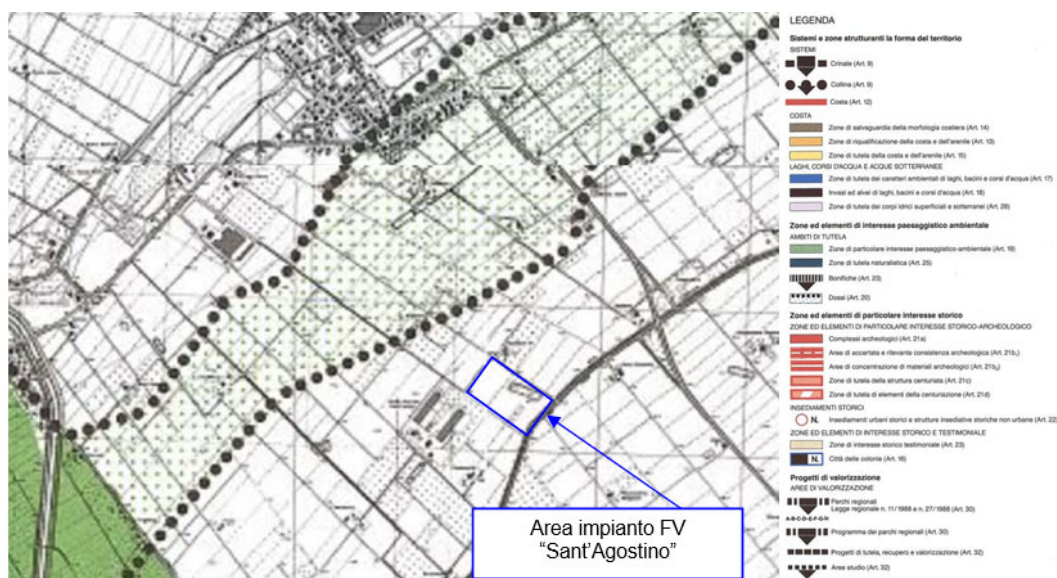 LEGENDA
Sistemi e zone strutturanti la forma del territorio
SISTEMI
Crinale (Art. 9)
Collina (Art. 9)
Costa (Art. 12)
COSTA
Zone di salvaguardia della morfologia costiera (Art. 14)
Zone di riqualificazione della costa e dell'arenile (Art. 13)
Zone di tutela della costa e dell'arenile (Art. 15)
LAGHI, CORSI D'ACQUA E ACQUE SOTTERRANEE
Zone di tutela dei caratteri ambientali di laghi, bacini e corsi d'acqua (Art. 17)
Invasi ed alvei di laghi, bacini e corsi d'acqua (Art. 18)
Zone di tutela dei corpi idrici superficiali e sotterranei (Art. 28)
Zone ed elementi di interesse paesaggistico ambientale
AMBITI DI TUTELA
Zone di particolare interesse paesaggistico-ambientale (Art. 19)
Zone di tutela naturalistica (Art. 25)
Bonifiche (Art. 23)
Dossi (Art. 20)
Zone ed elementi di particolare interesse storico
ZONE ED ELEMENTI DI PARTICOLARE INTERESSE STORICO-ARCHEOLOGICO
Complessi archeologici (Art. 21a)
Aree di accertata e rilevante consistenza archeologica (Art. 21b₁)
Aree di concentrazione di materiali archeologici (Art. 21b₂)
Zone di tutela della struttura centuriata (Art. 21c)
Zone di tutela di elementi della centuriazione (Art. 21d)
INSEDIAMENTI STORICI
N. Insediamenti urbani storici e strutture insediative storiche non urbane (Art. 22)
ZONE ED ELEMENTI DI INTERESSE STORICO E TESTIMONIALE
Zone di interesse storico testimoniale (Art. 23)
N. Città delle colonie (Art. 16)
Progetti di valorizzazione
AREE DI VALORIZZAZIONE
Parchi regionali
Legge regionale n. 11/1988 e n. 27/1988 (Art. 30)
A-B-C-D-E-F-G-H
Programma dei parchi regionali (Art. 30)
Progetti di tutela, recupero e valorizzazione (Art. 32)
Area studio (Art. 32)
Area impianto FV
“Sant’Agostino”